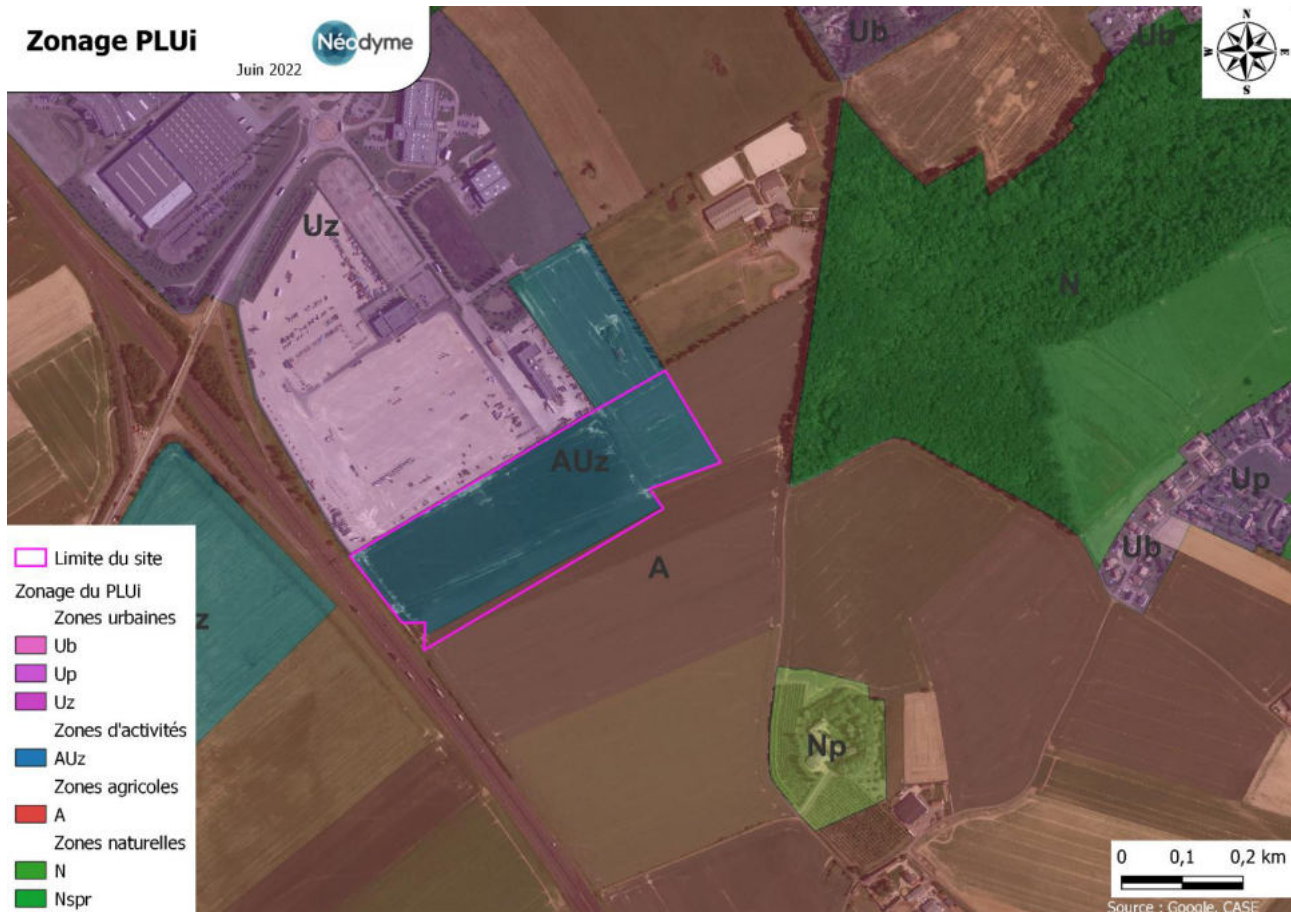 Zonage PLUi
Néodyme
Juin 2022
N
W
E
S
Ub
Ub
Uz
N
AUz
Up
Ub
A
z
Np
Limite du site
Zonage du PLUi
Zones urbaines
Ub
Up
Uz
Zones d'activités
AUz
Zones agricoles
A
Zones naturelles
N
Nspr
0 0,1 0,2 km
Source : Google, CASE